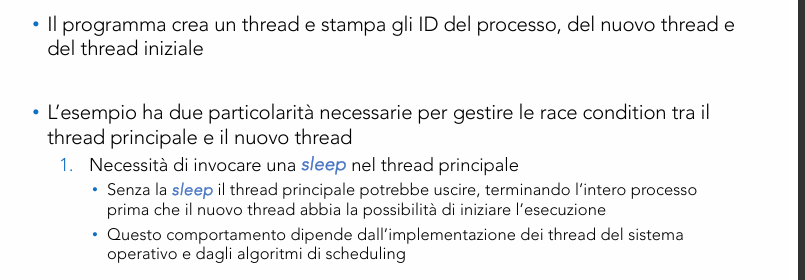 • Il programma crea un thread e stampa gli ID del processo, del nuovo thread e
del thread iniziale
• L'esempio ha due particolarità necessarie per gestire le race condition tra il
thread principale e il nuovo thread
1. Necessità di invocare una sleep nel thread principale
• Senza la sleep il thread principale potrebbe uscire, terminando l'intero processo
prima che il nuovo thread abbia la possibilità di iniziare l'esecuzione
• Questo comportamento dipende dall'implementazione dei thread del sistema
operativo e dagli algoritmi di scheduling